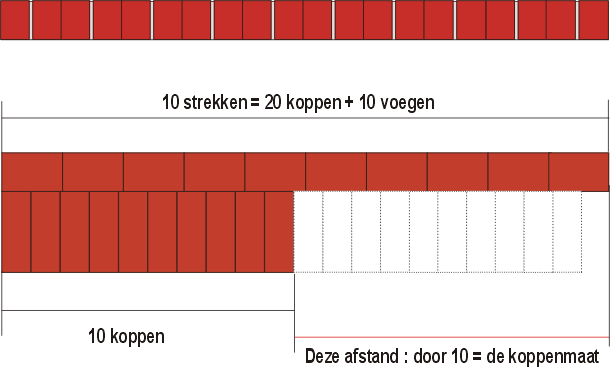 10 strekken = 20 koppen + 10 voegen
10 koppen
Deze afstand : door 10 = de koppenmaat